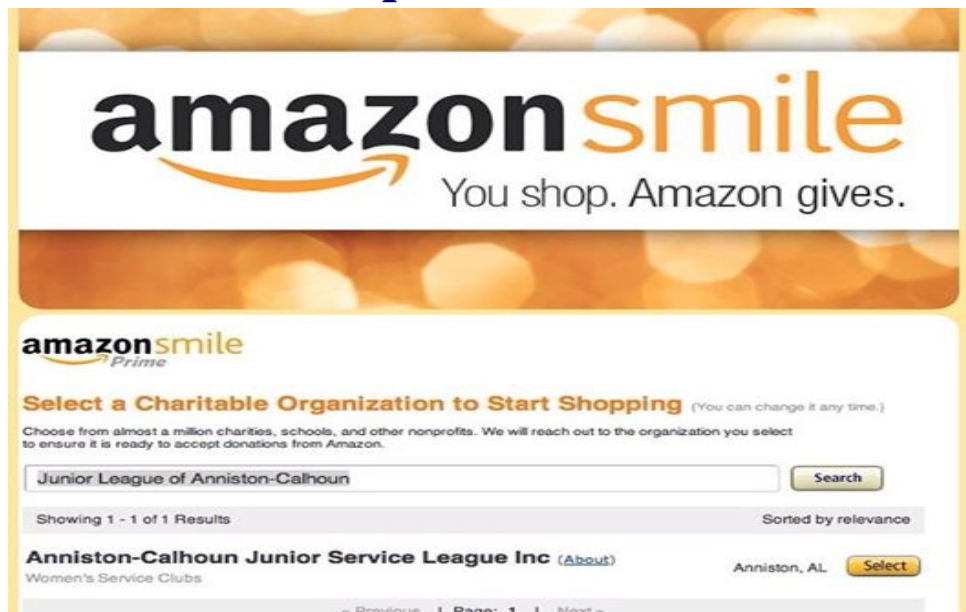 amazonsmile
You shop. Amazon gives.
amazonsmile
Prime
Select a Charitable Organization to Start Shopping (You can change it any time.)
Choose from almost a million charities, schools, and other nonprofits. We will reach out to the organization you select
to ensure it is ready to accept donations from Amazon.
Junior League of Anniston-Calhoun Search
Showing 1 - 1 of 1 Results Sorted by relevance
Anniston-Calhoun Junior Service League Inc (About)
Women's Service Clubs
Anniston, AL Select
« Previous | Page: 1 | Next »